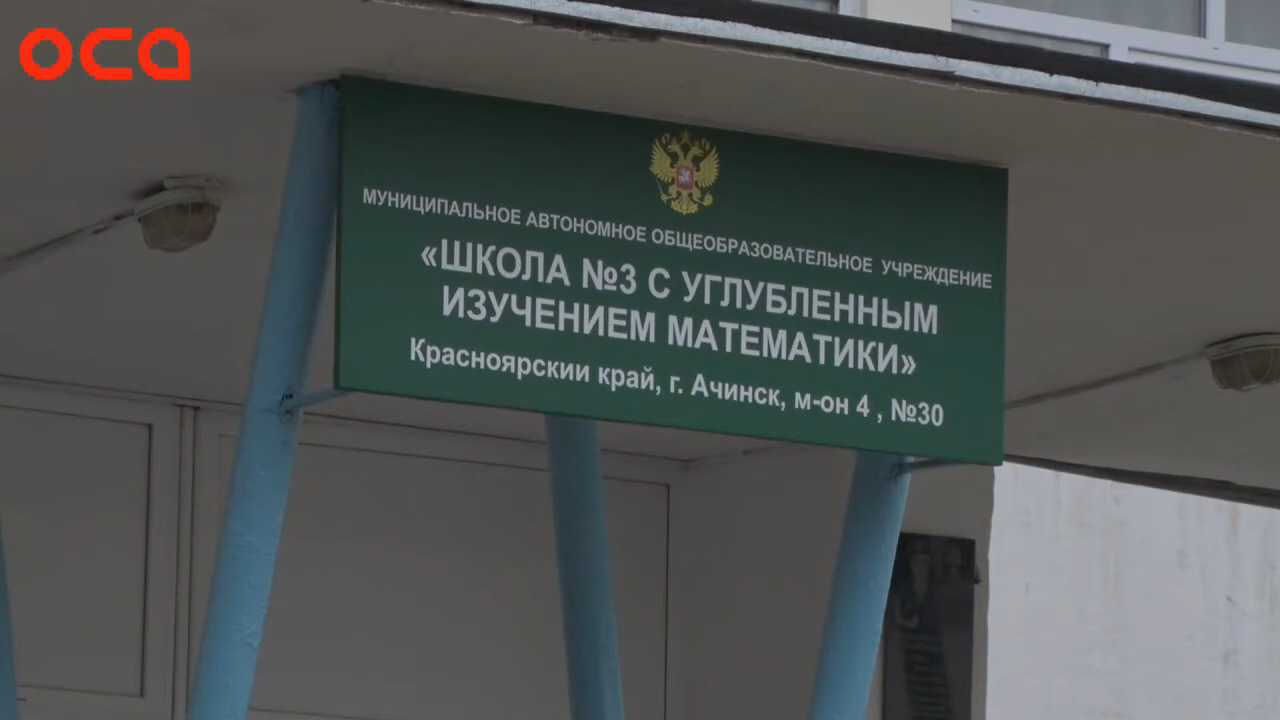 оса
МУНИЦИПАЛЬНОЕ АВТОНОМНОЕ ОБЩЕОБРАЗОВАТЕЛЬНОЕ УЧРЕЖДЕНИЕ
«ШКОЛА №3 С УГЛУБЛЕННЫМ
ИЗУЧЕНИЕМ МАТЕМАТИКИ»
Красноярскии край, г. Ачинск, м-он 4 , №30